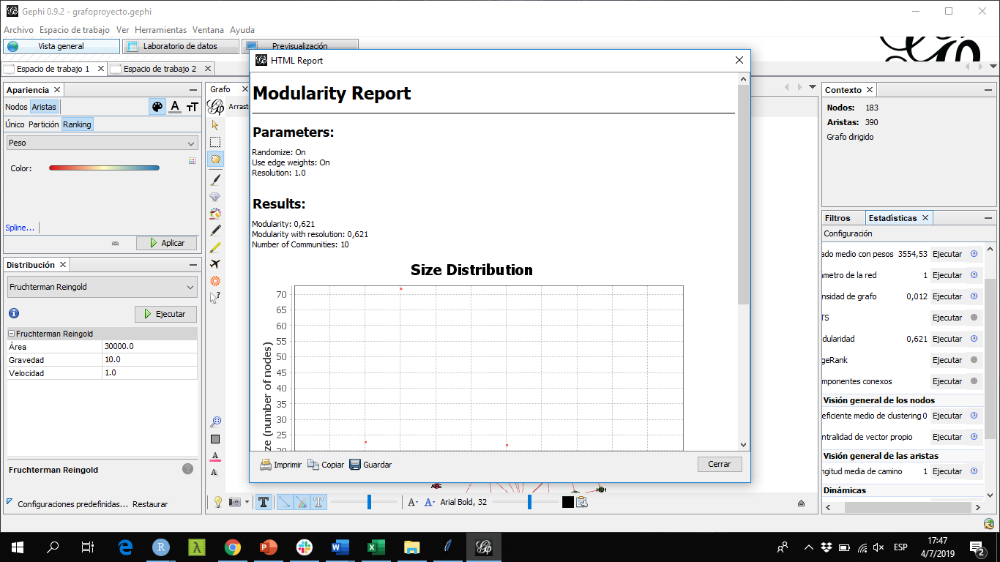 Gephi 0.9.2 - grafoproyecto.gephi
Archivo Espacio de trabajo Ver Herramientas Ventana Ayuda
Vista general Laboratorio de datos Previsualización
Espacio de trabajo 1 Espacio de trabajo 2
Apariencia
Nodos Aristas
Único Partición Ranking
Peso
Color:
Spline...
Aplicar
Distribución
Fruchterman Reingold
Ejecutar
Fruchterman Reingold
Área 30000.0
Gravedad 10.0
Velocidad 1.0
Fruchterman Reingold
Configuraciones predefinidas... Restaurar
Grafo
Arrast
HTML Report
Modularity Report
Parameters:
Randomize: On
Use edge weights: On
Resolution: 1.0
Results:
Modularity: 0,621
Modularity with resolution: 0,621
Number of Communities: 10
Size Distribution
ze (number of nodes)
70
65
60
55
50
45
40
35
30
25
20
Imprimir Copiar Guardar Cerrar
Arial Bold, 32
Contexto
Nodos: 183
Aristas: 390
Grafo dirigido
Filtros Estadísticas
Configuración
ado medio con pesos 3554,53 Ejecutar
ámetro de la red 1 Ejecutar
nsidad de grafo 0,012 Ejecutar
TS Ejecutar
dularidad 0,621 Ejecutar
geRank Ejecutar
mponentes conexos Ejecutar
Visión general de los nodos
eficiente medio de clustering 0 Ejecutar
ntralidad de vector propio Ejecutar
Visión general de las aristas
ngitud media de camino 1 Ejecutar
Dinámicas
ESP
17:47
4/7/2019
2